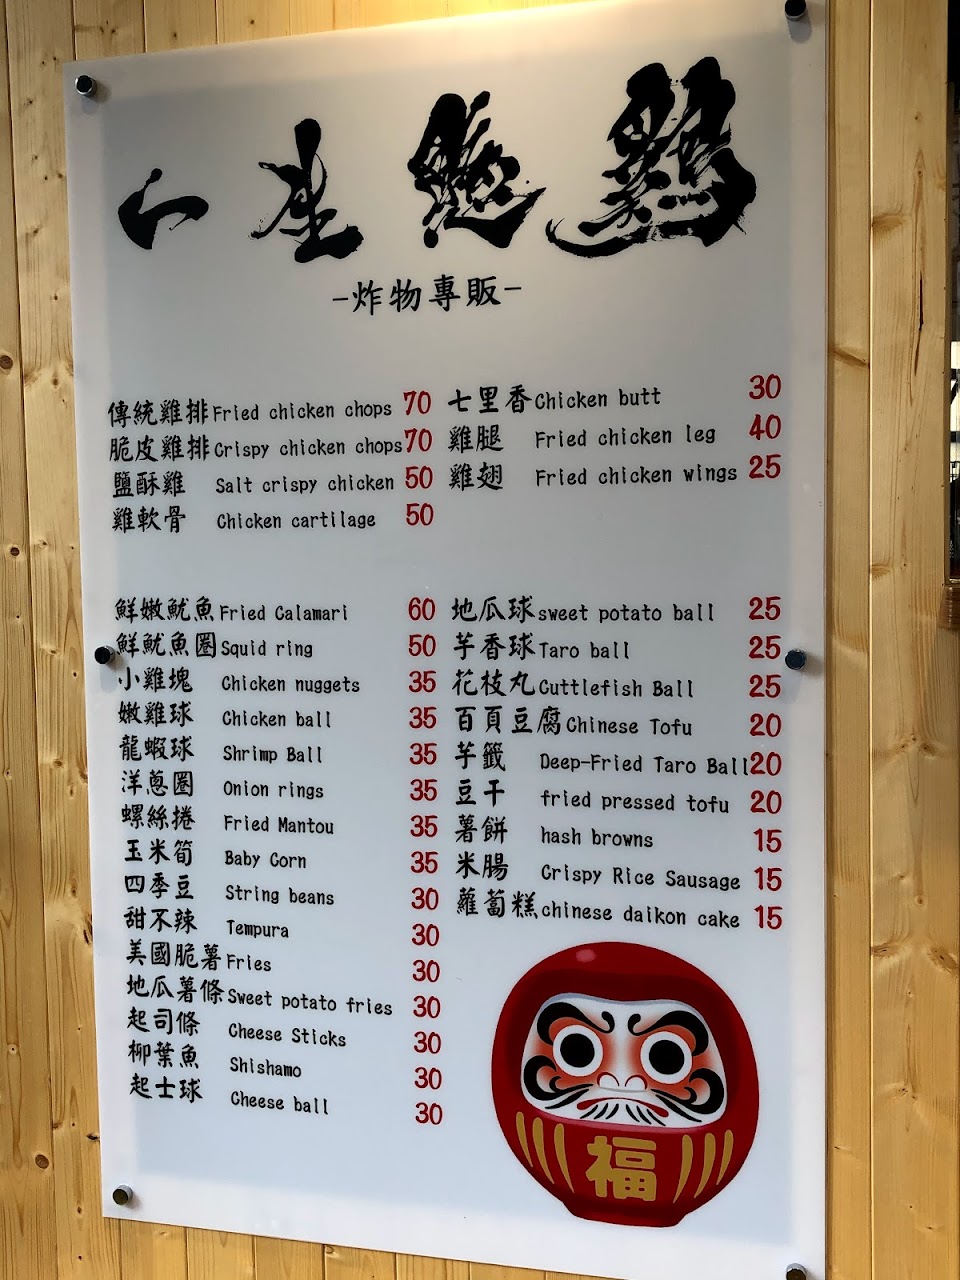 座 鷄
-炸物專販-
傳統雞排 Fried chicken chops 70
脆皮雞排 Crispy chicken chops 70
鹽酥雞 Salt crispy chicken 50
雞軟骨 Chicken cartilage 50
七里香 Chicken butt 30
雞腿 Fried chicken leg 40
雞翅 Fried chicken wings 25
鮮嫩魷魚 Fried Calamari 60
鮮魷魚圈 Squid ring 50
小雞塊 Chicken nuggets 35
嫩雞球 Chicken ball 35
龍蝦球 Shrimp Ball 35
洋蔥圈 Onion rings 35
螺絲捲 Fried Mantou 35
玉米筍 Baby Corn 35
四季豆 String beans 30
甜不辣 Tempura 30
美國脆薯 Fries 30
地瓜薯條 Sweet potato fries 30
起司條 Cheese Sticks 30
柳葉魚 Shishamo 30
起士球 Cheese ball 30
地瓜球 sweet potato ball 25
芋香球 Taro ball 25
花枝丸 Cuttlefish Ball 25
百頁豆腐 Chinese Tofu 20
芋籤 Deep-Fried Taro Ball 20
豆干 fried pressed tofu 20
薯餅 hash browns 15
米腸 Crispy Rice Sausage 15
蘿蔔糕 chinese daikon cake 15
福